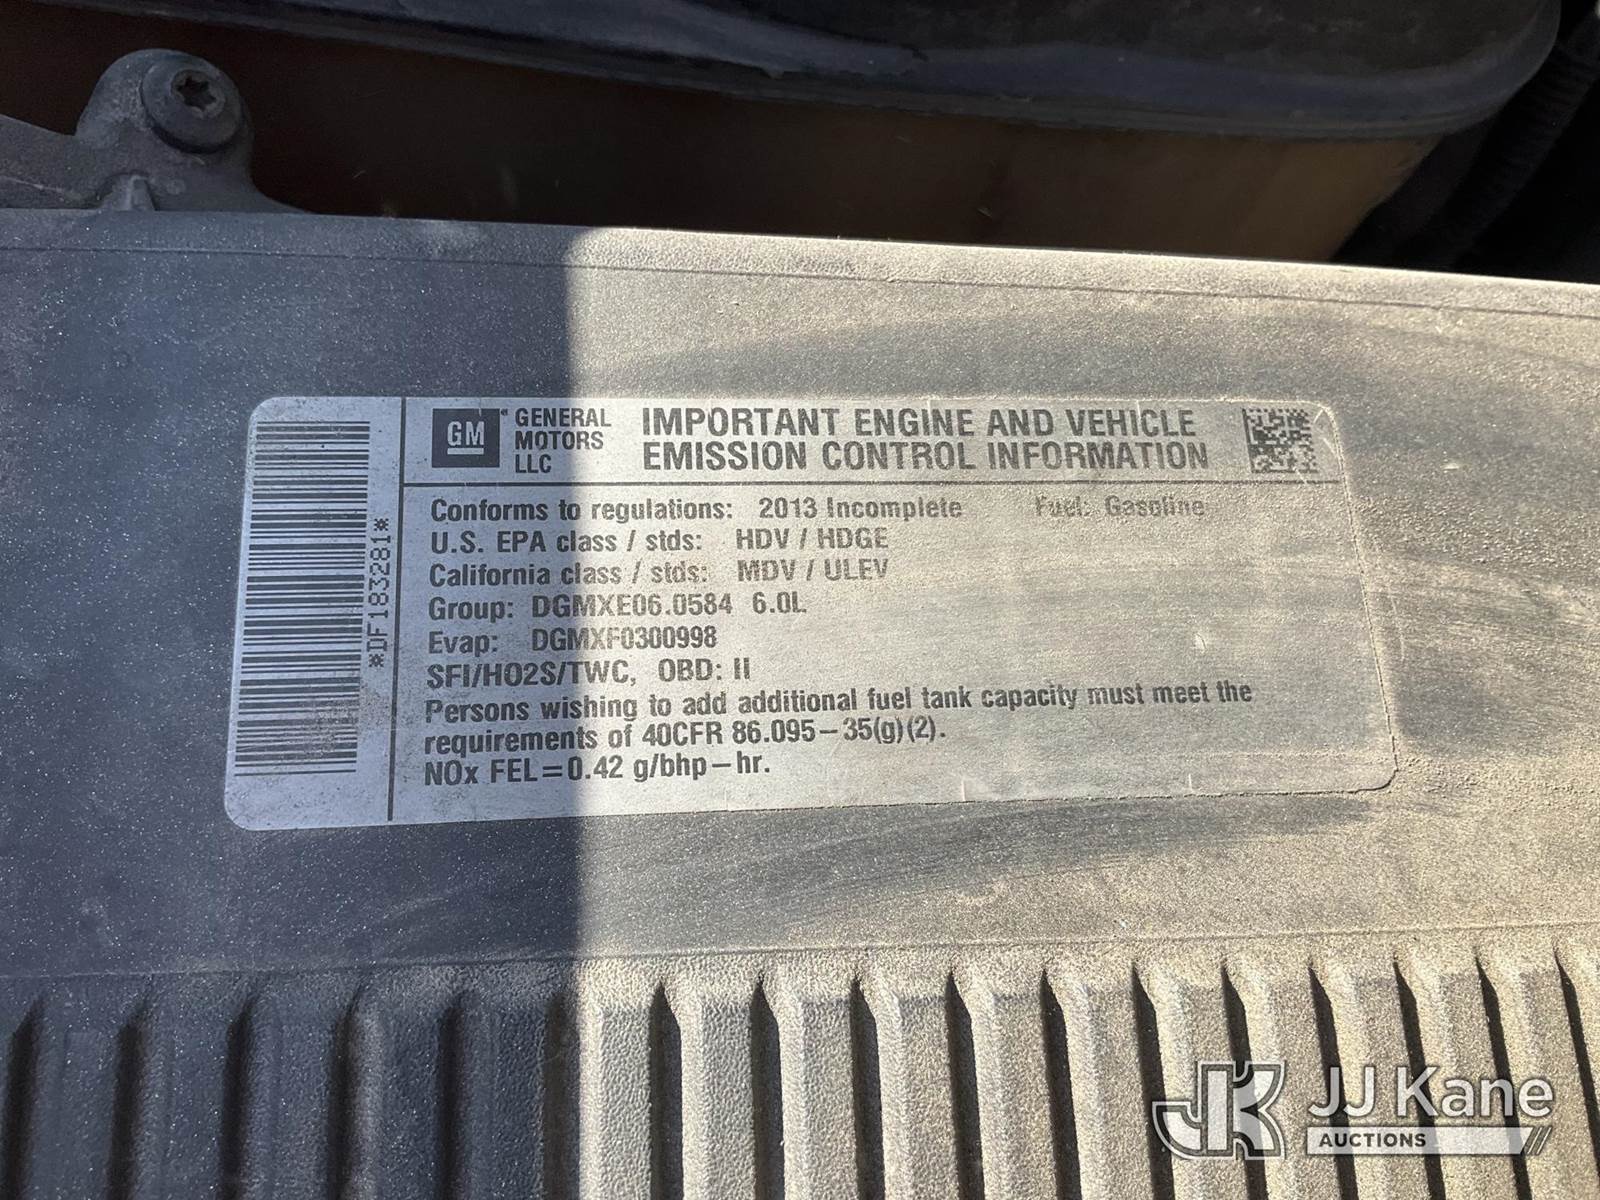 GM GENERAL MOTORS LLC
IMPORTANT ENGINE AND VEHICLE
EMISSION CONTROL INFORMATION
Conforms to regulations: 2013 Incomplete Fuel: Gasoline
U.S. EPA class / stds: HDV / HDGE
California class / stds: MDV / ULEV
Group: DGMXE06.0584 6.0L
Evap: DGMXF0300998
SFI/HO2S/TWC, OBD: II
Persons wishing to add additional fuel tank capacity must meet the
requirements of 40CFR 86.095-35(g)(2).
NOx FEL=0.42 g/bhp-hr.
*DF183281*
JK JJ Kane
AUCTIONS